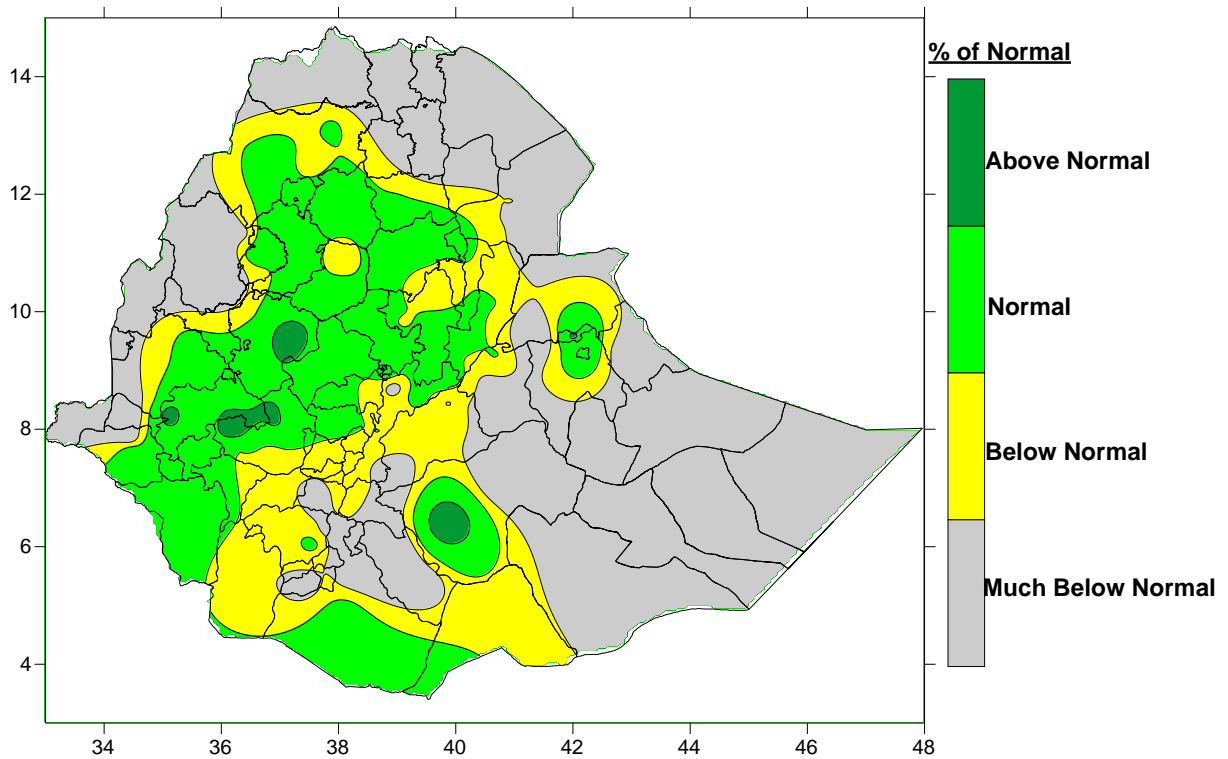 % of Normal
Above Normal
Normal
Below Normal
Much Below Normal
14
12
10
8
6
4
34 36 38 40 42 44 46 48